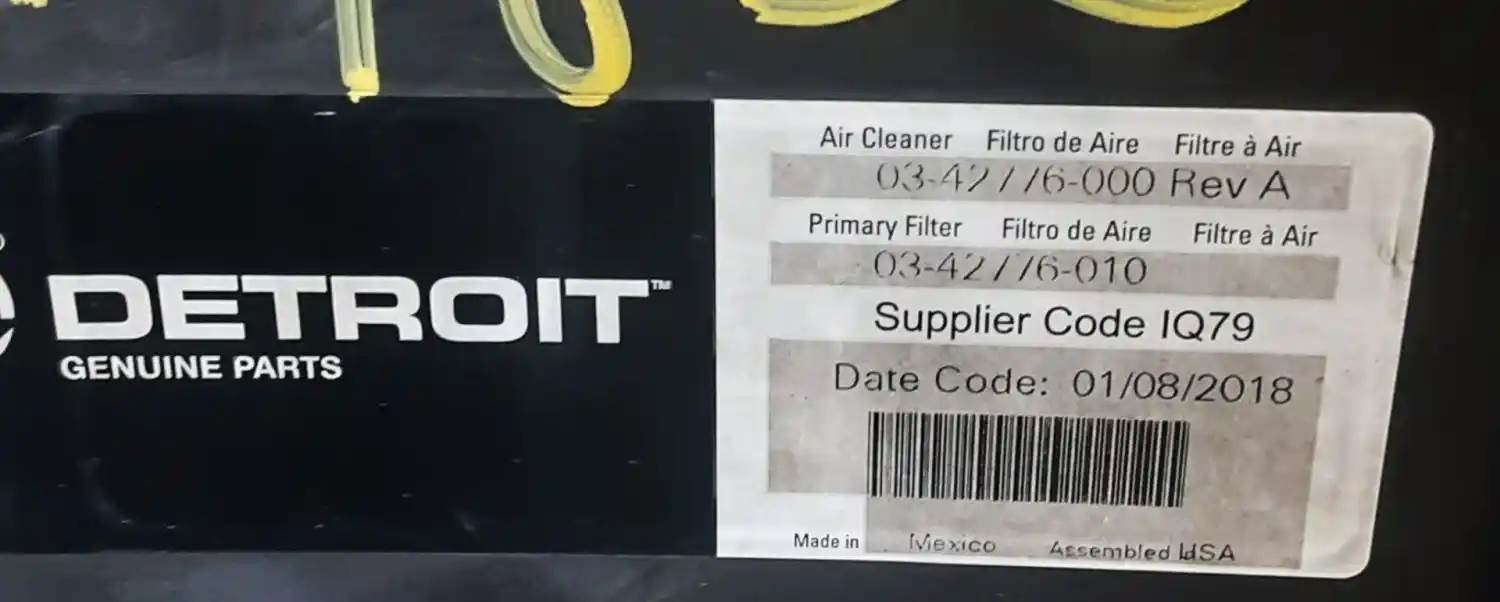 Air Cleaner Filtro de Aire Filtre à Air
03-42776-000 Rev A
Primary Filter Filtro de Aire Filtre à Air
03-42776-010
Supplier Code IQ79
DETROIT™
GENUINE PARTS
Date Code: 01/08/2018
Made in Mexico Assembled USA